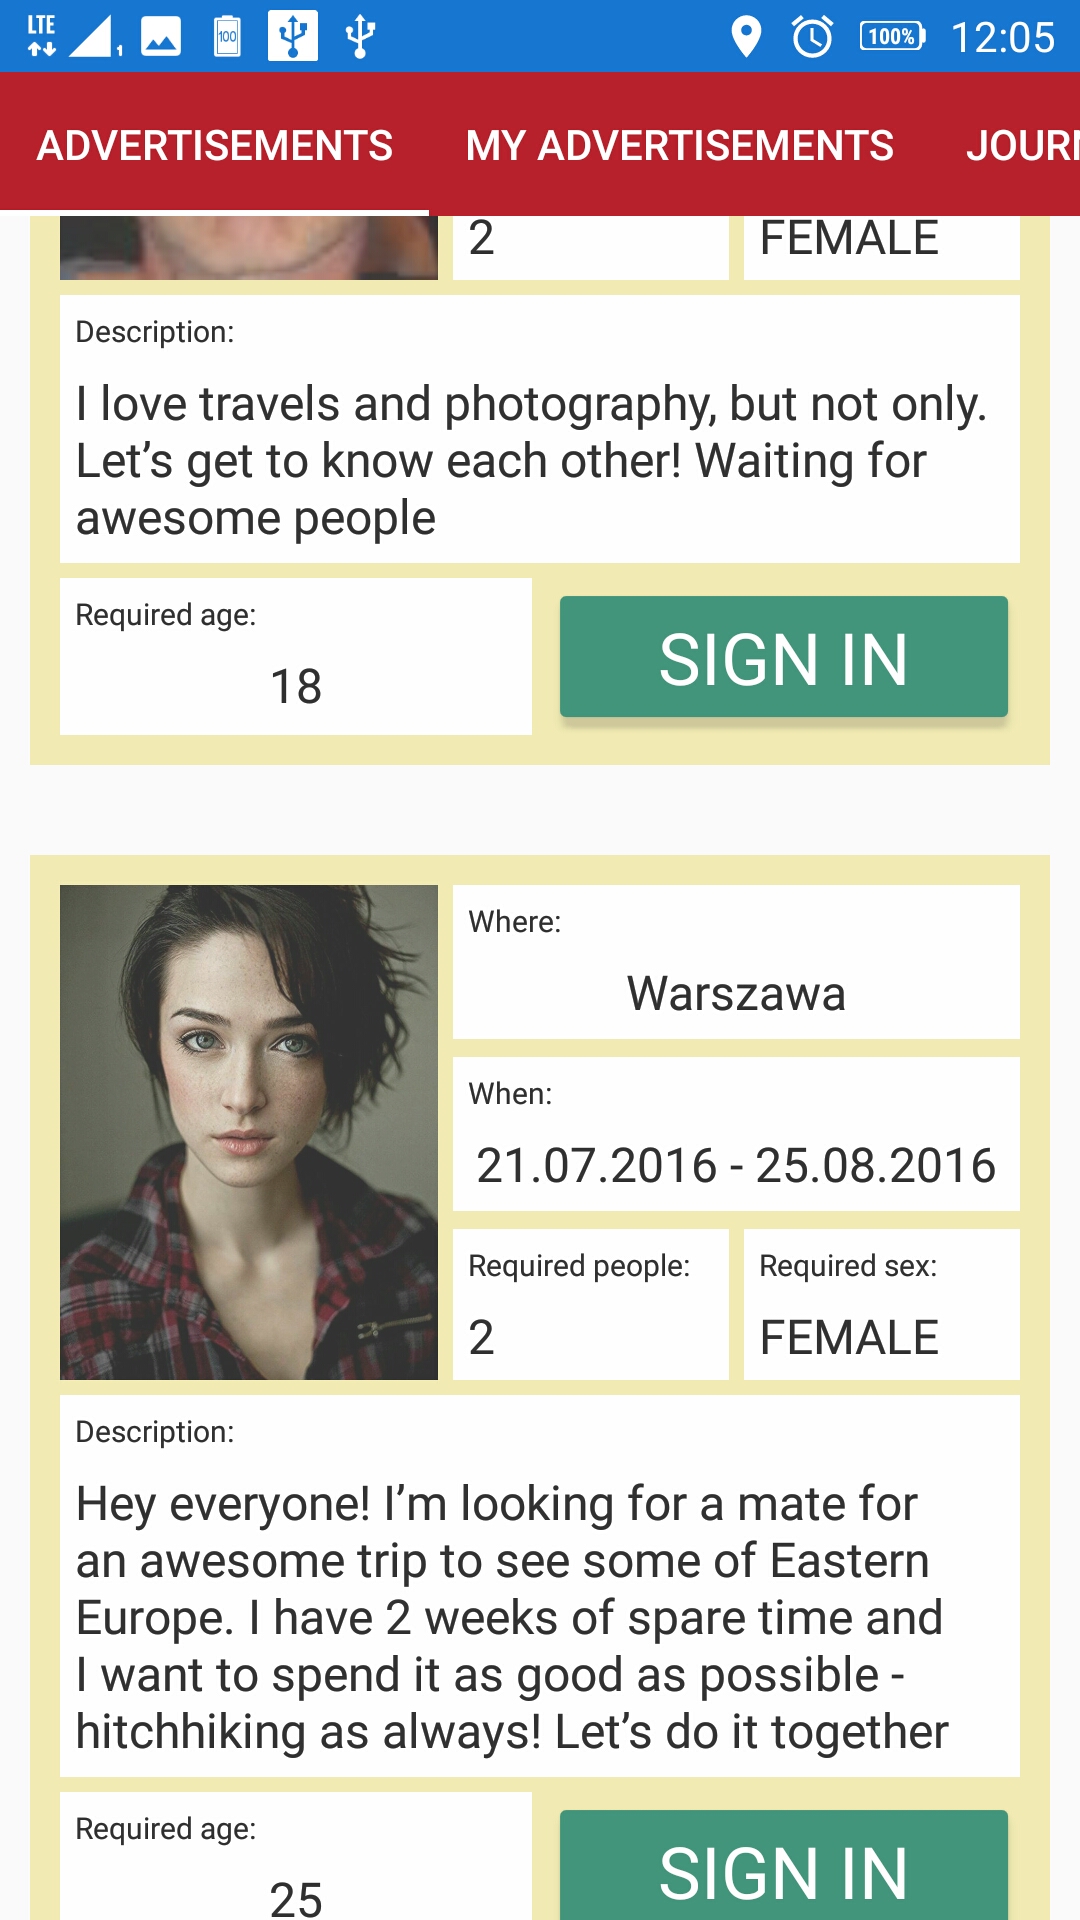 LTE 1 100 100% 12:05
ADVERTISEMENTS MY ADVERTISEMENTS JOURN
2 FEMALE
Description:
I love travels and photography, but not only.
Let’s get to know each other! Waiting for
awesome people
Required age:
18
SIGN IN
Where:
Warszawa
When:
21.07.2016 - 25.08.2016
Required people: Required sex:
2 FEMALE
Description:
Hey everyone! I’m looking for a mate for
an awesome trip to see some of Eastern
Europe. I have 2 weeks of spare time and
I want to spend it as good as possible -
hitchhiking as always! Let’s do it together
Required age:
25
SIGN IN